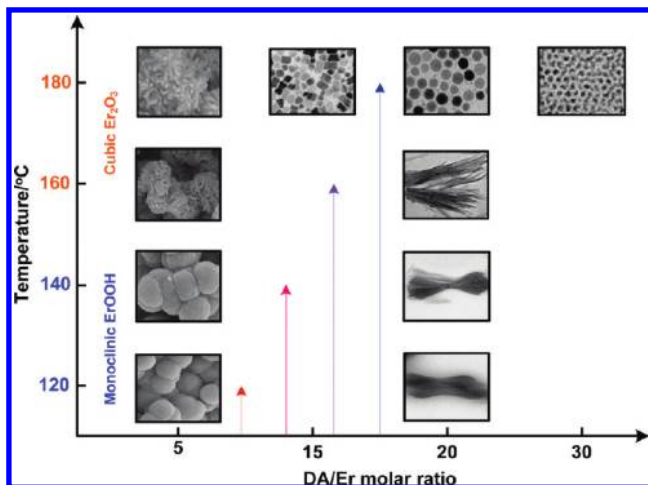 Temperature/°C
Cubic Er₂O₃
Monoclinic ErOOH
180
160
140
120
5
15
20
30
DA/Er molar ratio